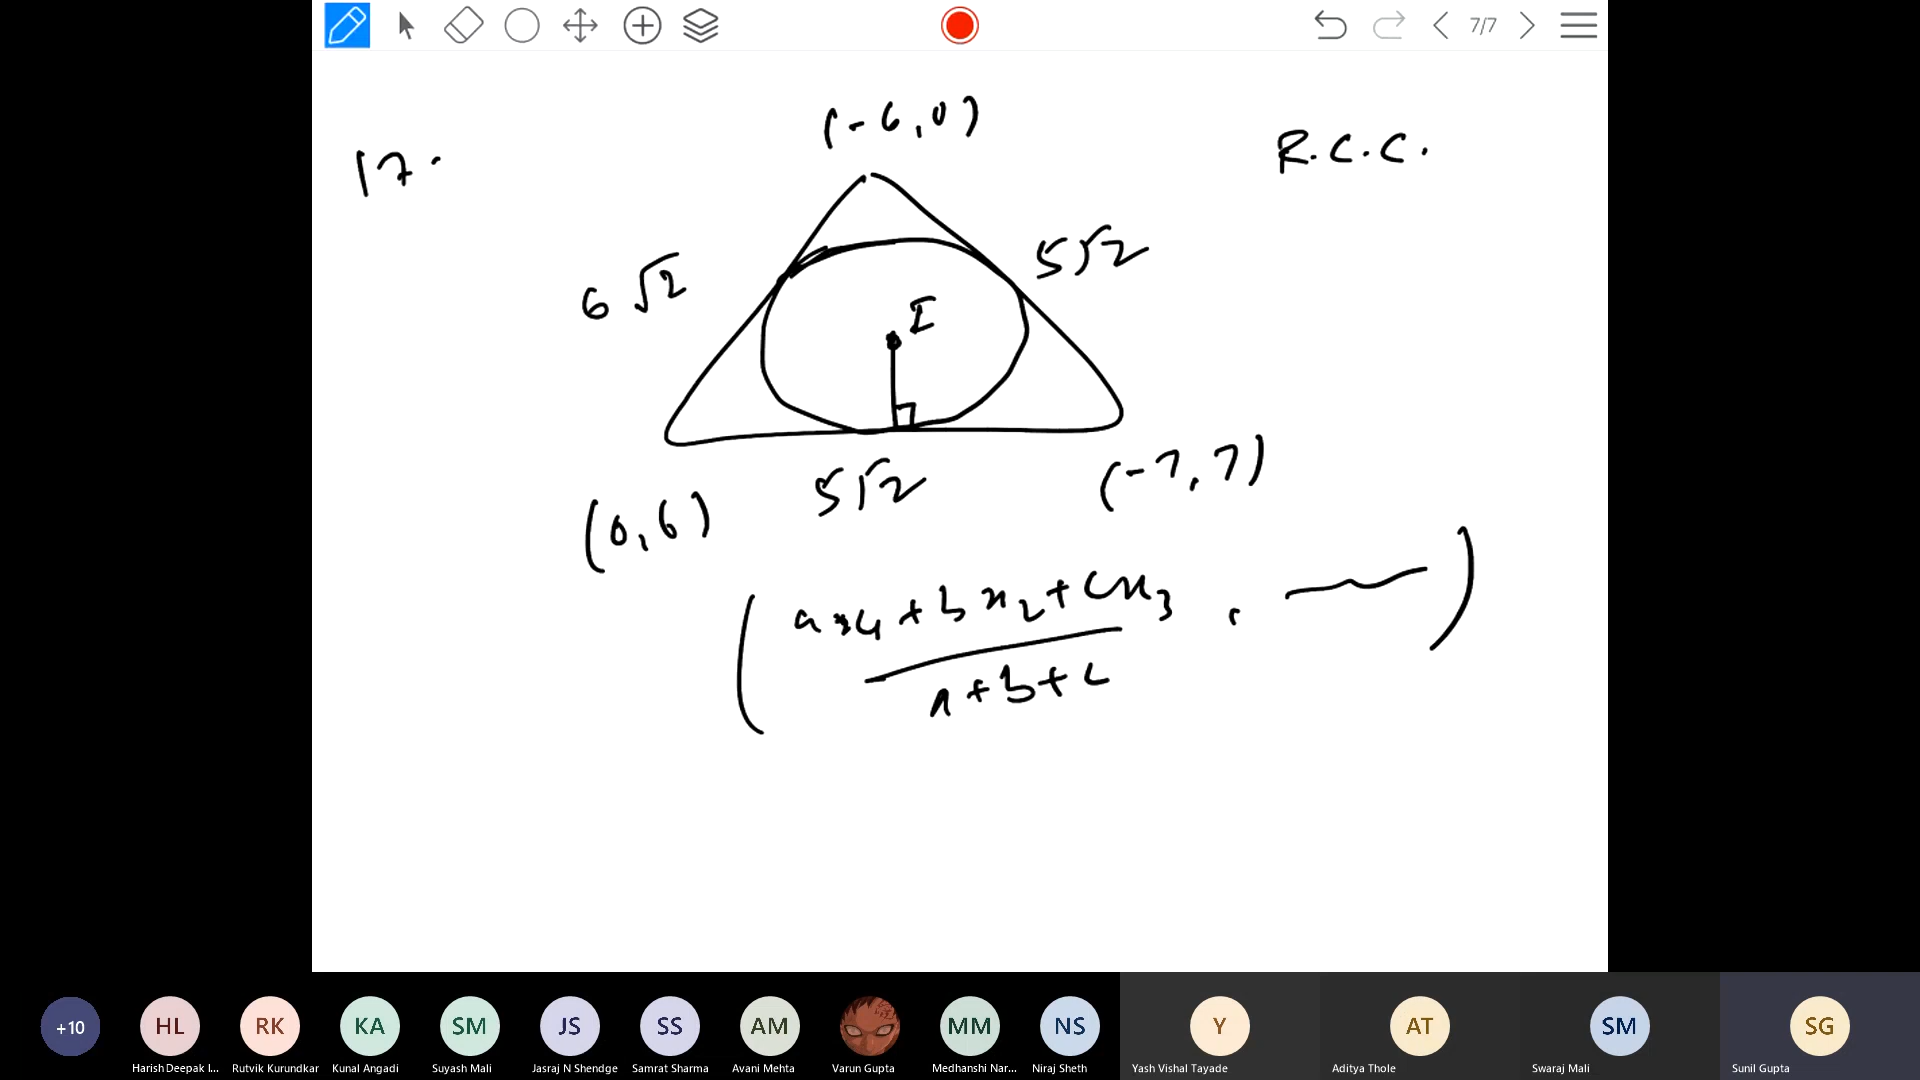 7/7
(-6,0)
17.
R.C.C.
5√2
6√2
I
5√2
(-7,7)
(0,6)
(ax1+bx2+cx3 / a+b+c , )
+10
HL
RK
KA
SM
JS
SS
AM
MM
NS
Y
AT
SM
SG
Harish Deepak I...
Rutvik Kurundkar
Kunal Angadi
Suyash Mali
Jasraj N Shendge
Samrat Sharma
Avani Mehta
Varun Gupta
Medhanshi Nar...
Niraj Sheth
Yash Vishal Tayade
Aditya Thole
Swaraj Mali
Sunil Gupta